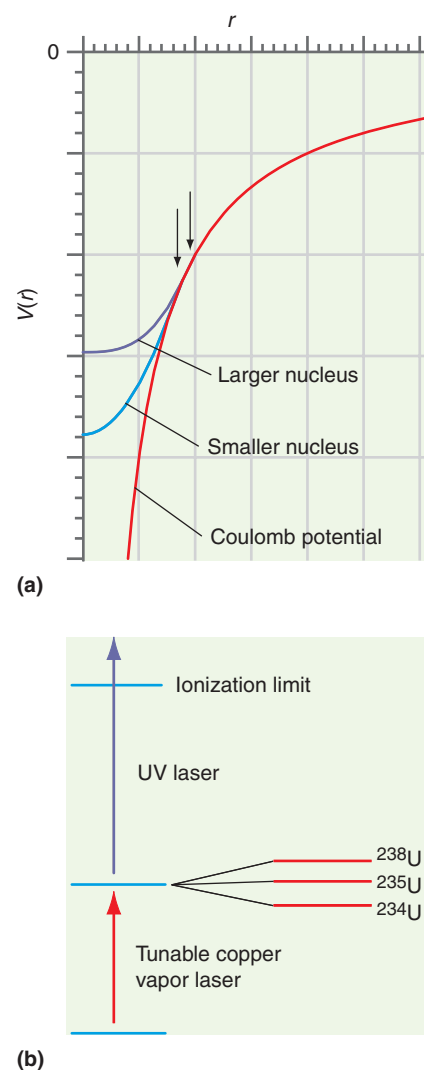 r
0
V(r)
Larger nucleus
Smaller nucleus
Coulomb potential
(a)
Ionization limit
UV laser
238U
235U
234U
Tunable copper
vapor laser
(b)